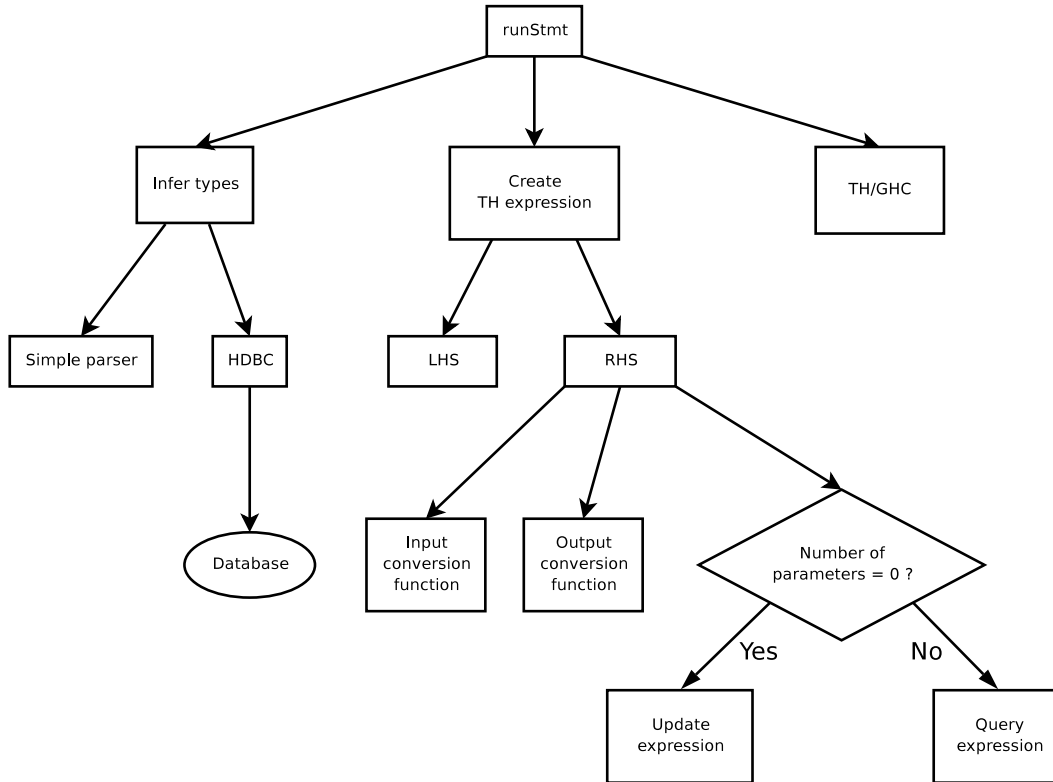 runStmt
Infer types
Create
TH expression
TH/GHC
Simple parser
HDBC
LHS
RHS
Database
Input
conversion
function
Output
conversion
function
Number of
parameters = 0 ?
Yes
No
Update
expression
Query
expression